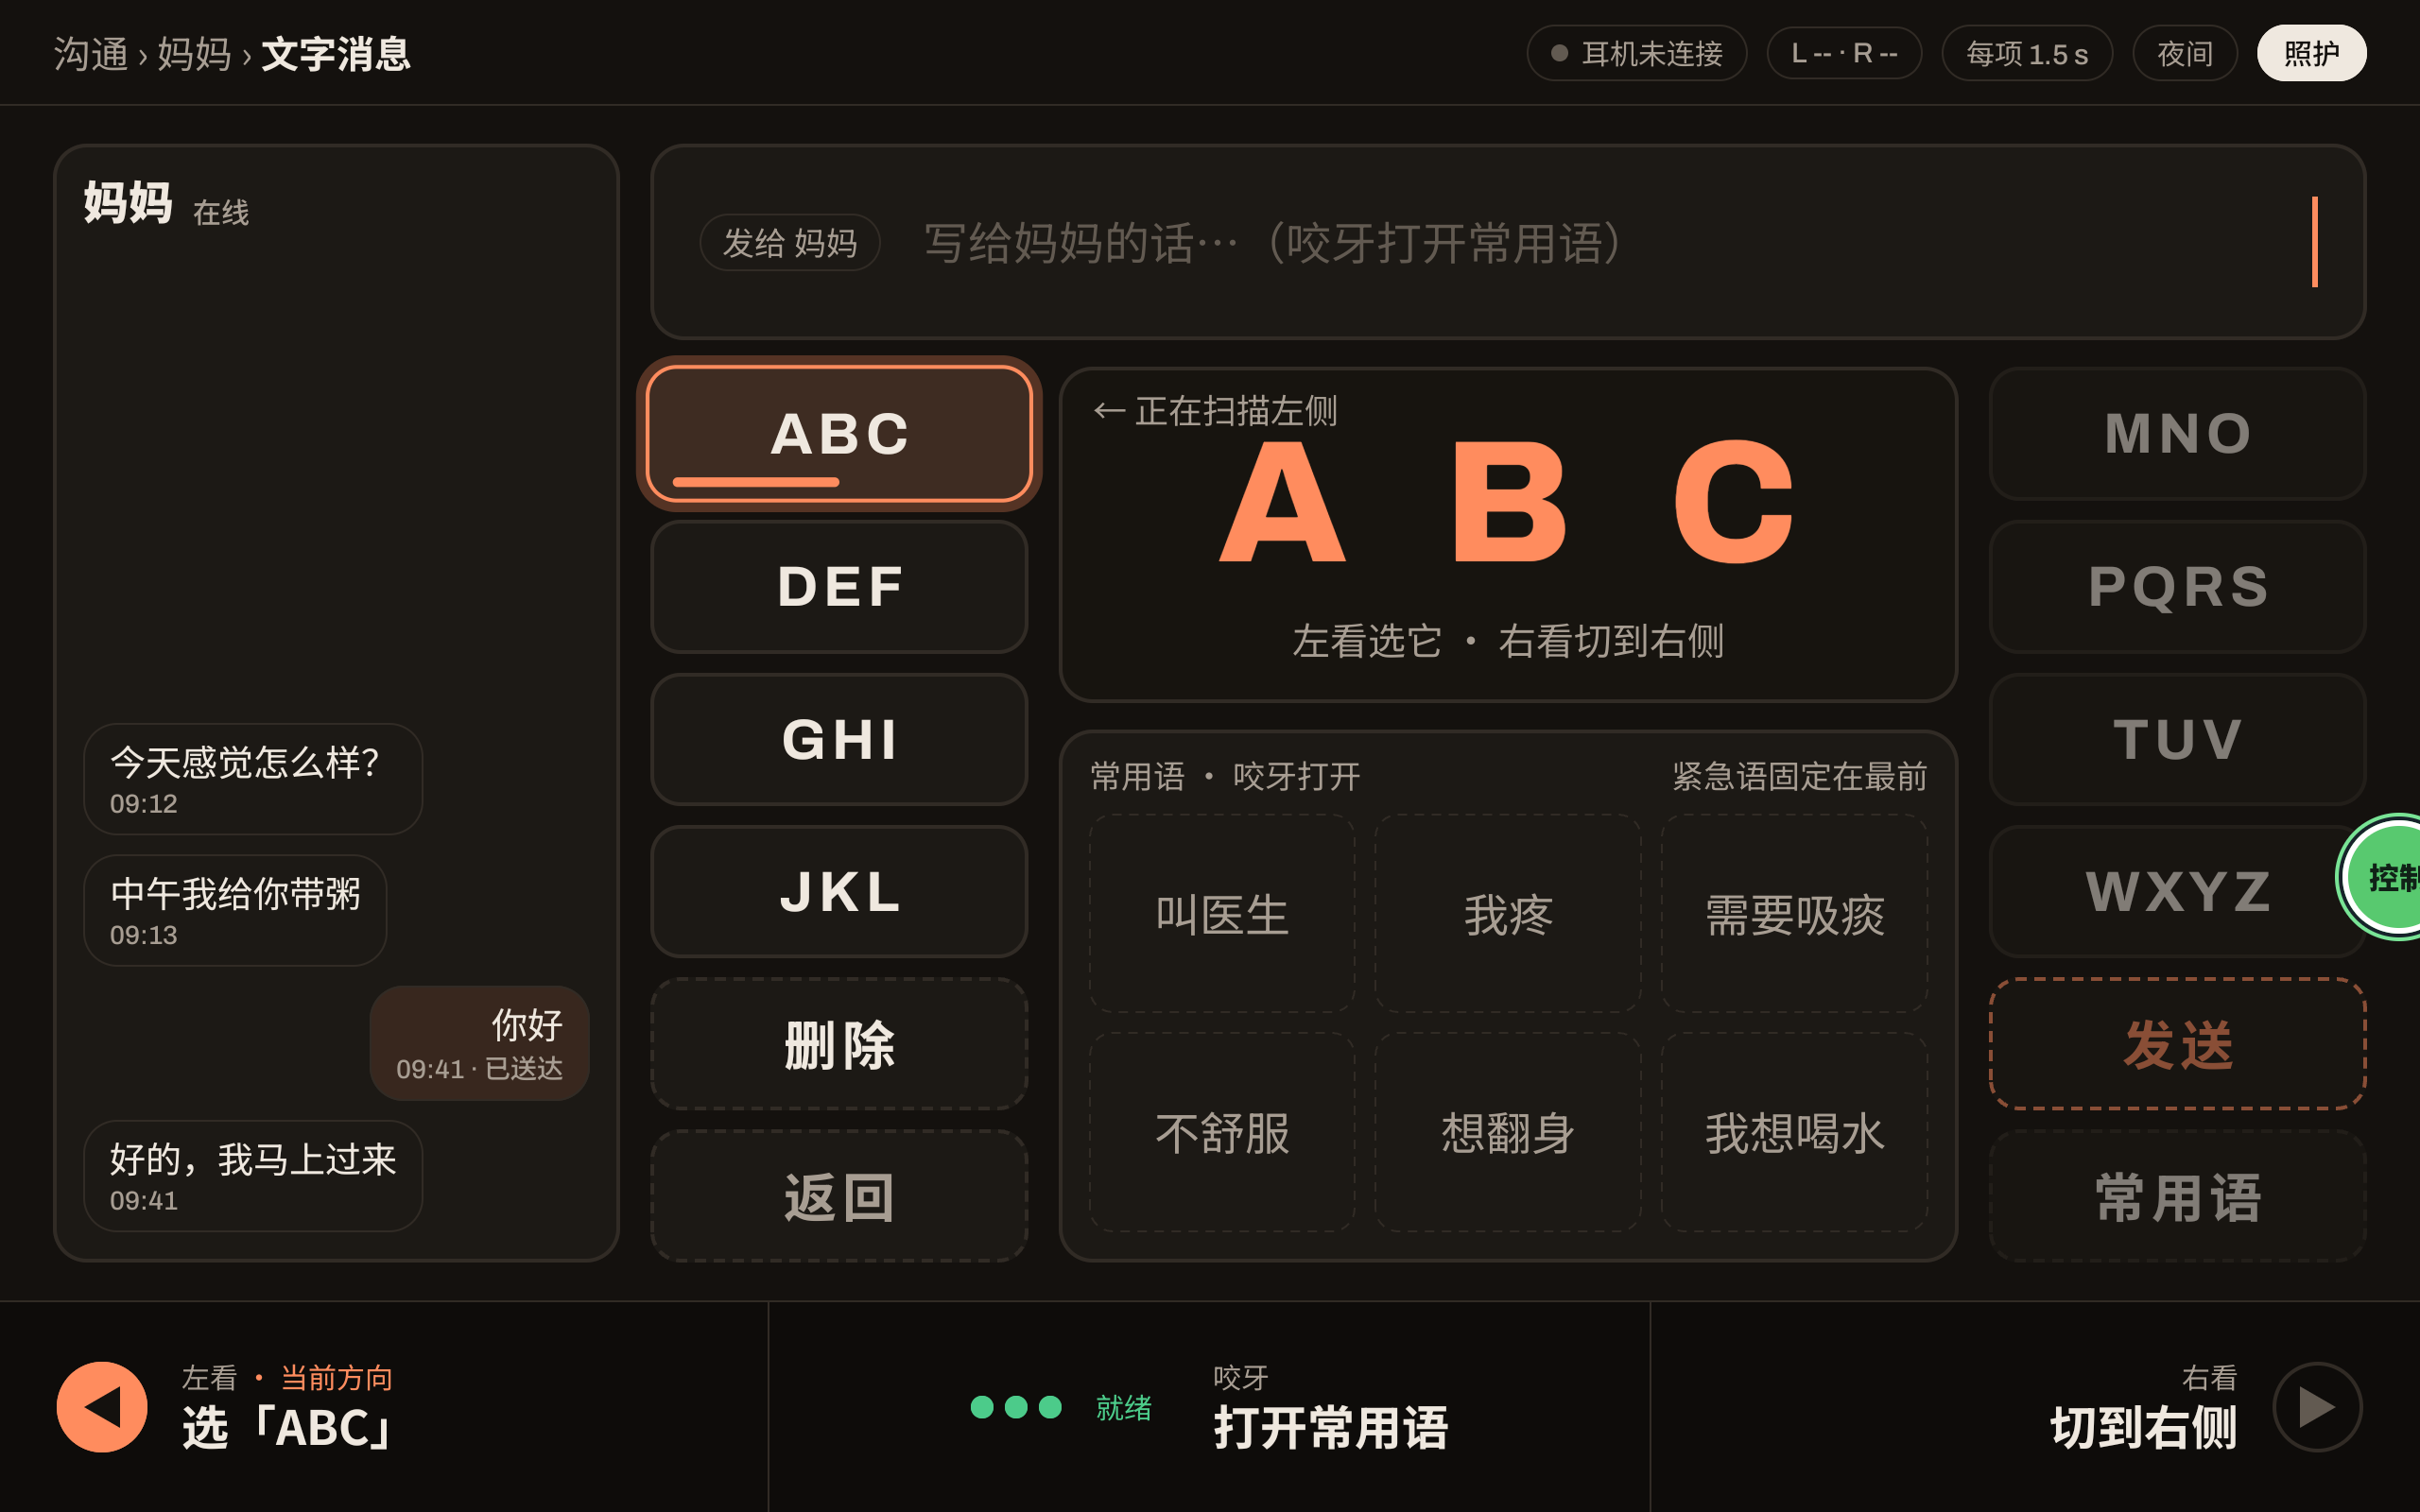 沟通 › 妈妈 › 文字消息
耳机未连接
L -- · R --
每项 1.5 s
夜间
照护
妈妈 在线
今天感觉怎么样？
09:12
中午我给你带粥
09:13
你好
09:41 · 已送达
好的，我马上过来
09:41
发给 妈妈
写给妈妈的话…（咬牙打开常用语）
ABC
DEF
GHI
JKL
删除
返回
← 正在扫描左侧
A B C
左看选它 · 右看切到右侧
常用语 · 咬牙打开
紧急语固定在最前
叫医生
我疼
需要吸痰
不舒服
想翻身
我想喝水
MNO
PQRS
TUV
WXYZ
发送
常用语
控制
左看 · 当前方向
选「ABC」
就绪
咬牙
打开常用语
右看
切到右侧